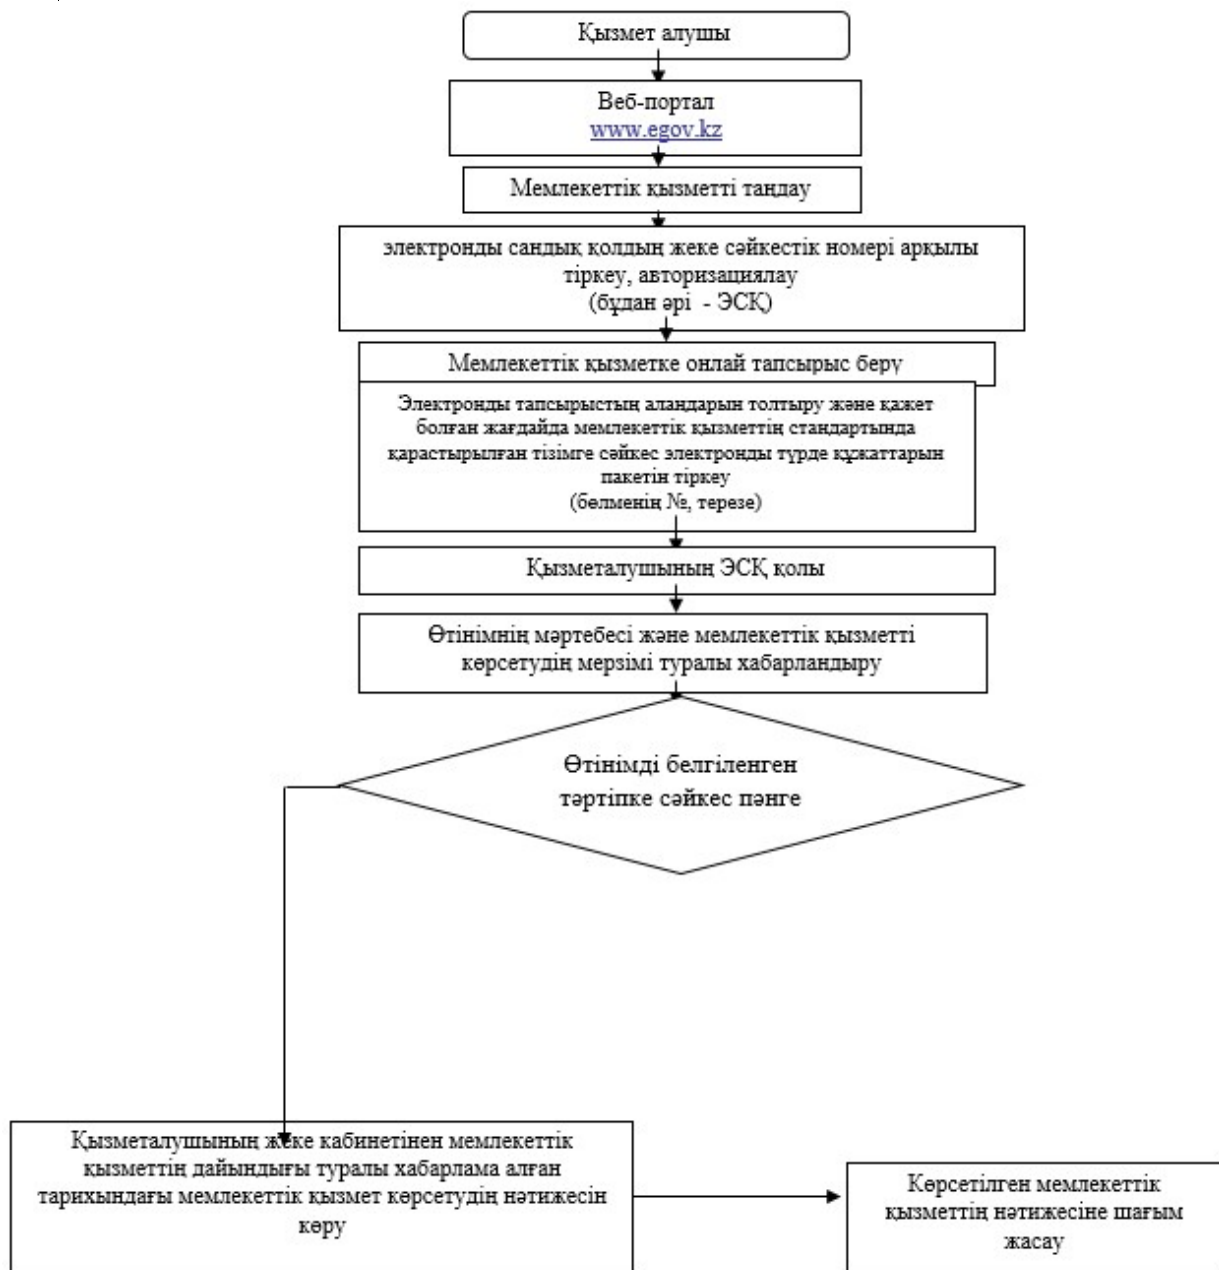 Қызмет алушы
Веб-портал
www.egov.kz
Мемлекеттік қызметті таңдау
электронды сандық қолдың жеке сәйкестік номері арқылы
тіркеу, авторизациялау
(бұдан әрі - ЭСҚ)
Мемлекеттік қызметке онлай тапсырыс беру
Электронды тапсырыстың алаңдарын толтыру және қажет
болған жағдайда мемлекеттік қызметтің стандартында
қарастырылған тізімге сәйкес электронды түрде құжаттарын
пакетін тіркеу
(бөлменің №, терезе)
Қызметалушының ЭСҚ қолы
Өтінімнің мәртебесі және мемлекеттік қызметті
көрсетудің мерзімі туралы хабарландыру
Өтінімді белгіленген
тәртіпке сәйкес пәнге
Қызметалушының жеке кабинетінен мемлекеттік
қызметтің дайындығы туралы хабарлама алған
тарихындағы мемлекеттік қызмет көрсетудің нәтижесін
көру
Көрсетілген мемлекеттік
қызметтің нәтижесіне шағым
жасау